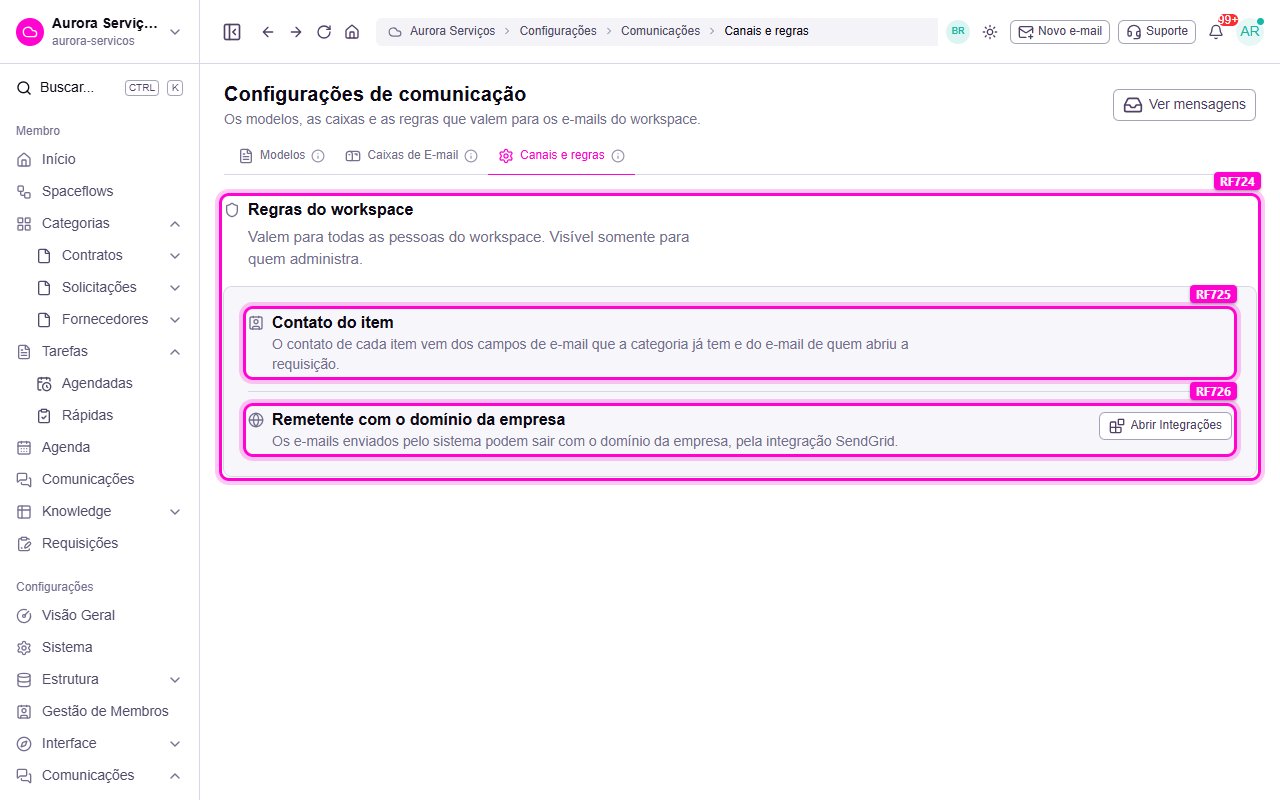 Aurora Serviç...
aurora-servicos
Aurora Serviços > Configurações > Comunicações > Canais e regras
BR
Novo e-mail
Suporte
99+
AR
Buscar...
CTRL
K
Membro
Início
Spaceflows
Categorias
Contratos
Solicitações
Fornecedores
Tarefas
Agendadas
Rápidas
Agenda
Comunicações
Knowledge
Requisições
Configurações
Visão Geral
Sistema
Estrutura
Gestão de Membros
Interface
Comunicações
Configurações de comunicação
Os modelos, as caixas e as regras que valem para os e-mails do workspace.
Ver mensagens
Modelos
Caixas de E-mail
Canais e regras
RF724
Regras do workspace
Valem para todas as pessoas do workspace. Visível somente para
quem administra.
RF725
Contato do item
O contato de cada item vem dos campos de e-mail que a categoria já tem e do e-mail de quem abriu a
requisição.
RF726
Remetente com o domínio da empresa
Os e-mails enviados pelo sistema podem sair com o domínio da empresa, pela integração SendGrid.
Abrir Integrações